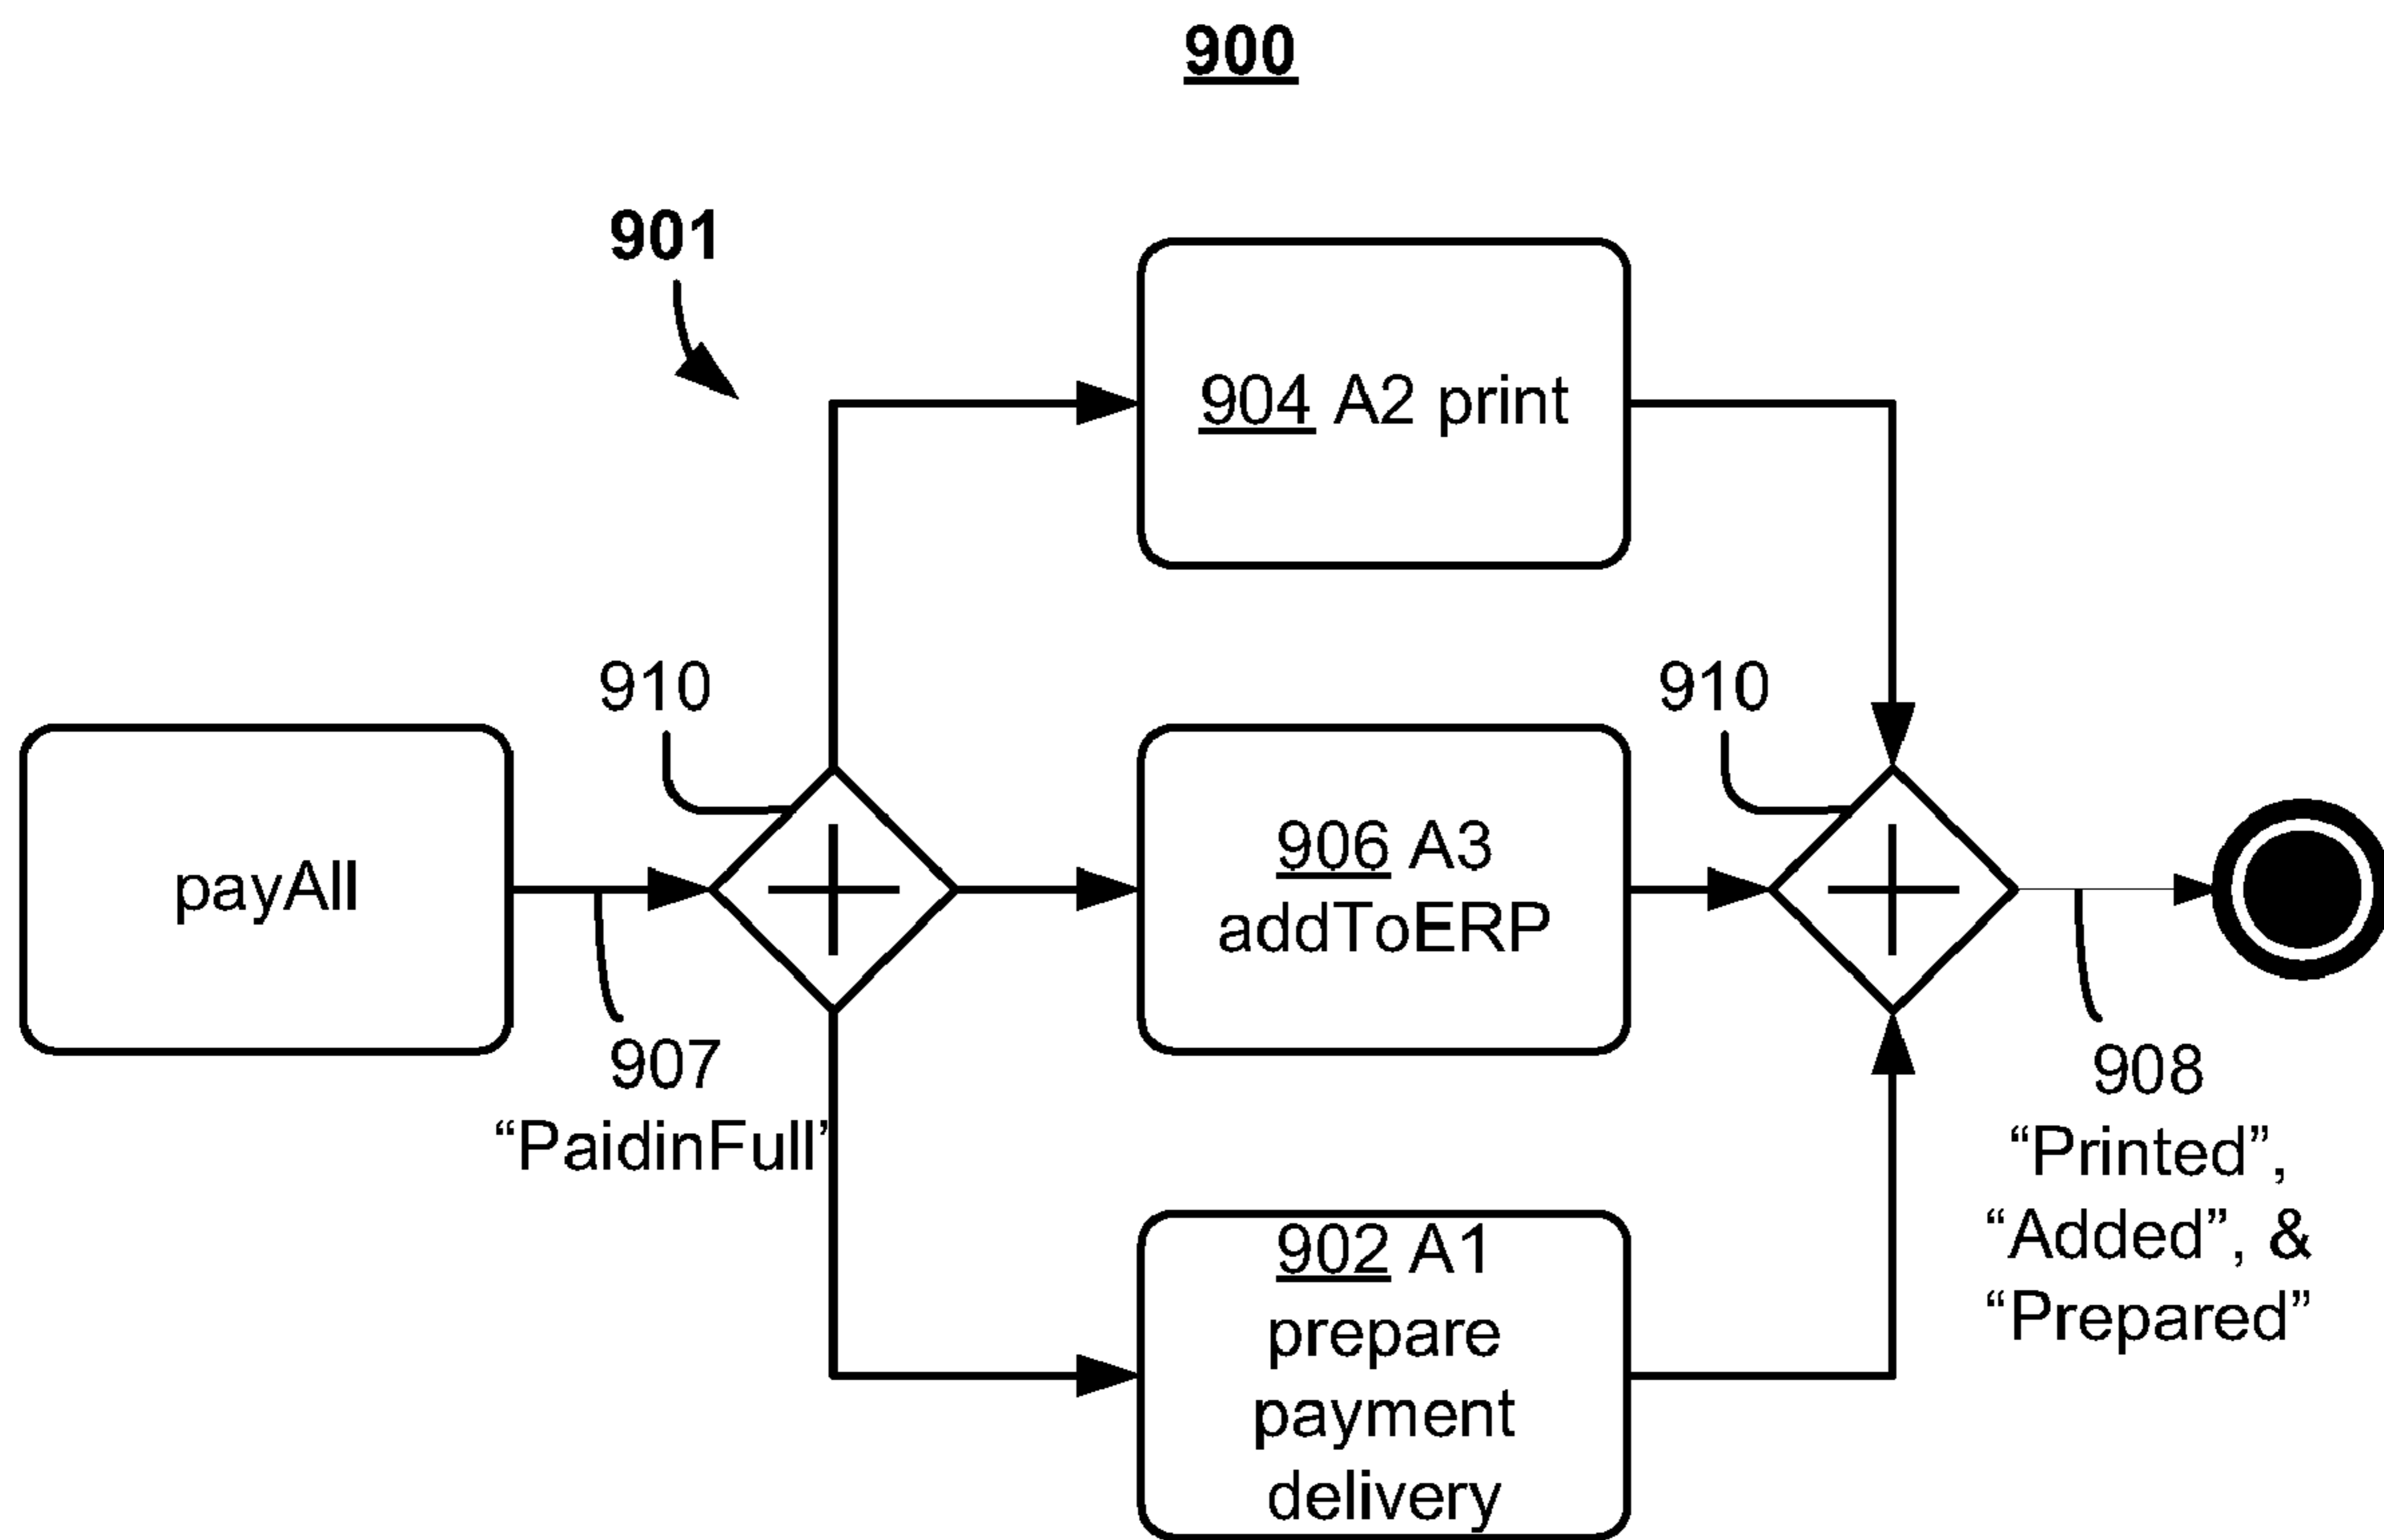 900
901
904 A2 print
910
910
payAll
906 A3
addToERP
907
“PaidinFull’
908
“Printed”,
“Added”, &
“Prepared”
902 A1
prepare
payment
delivery